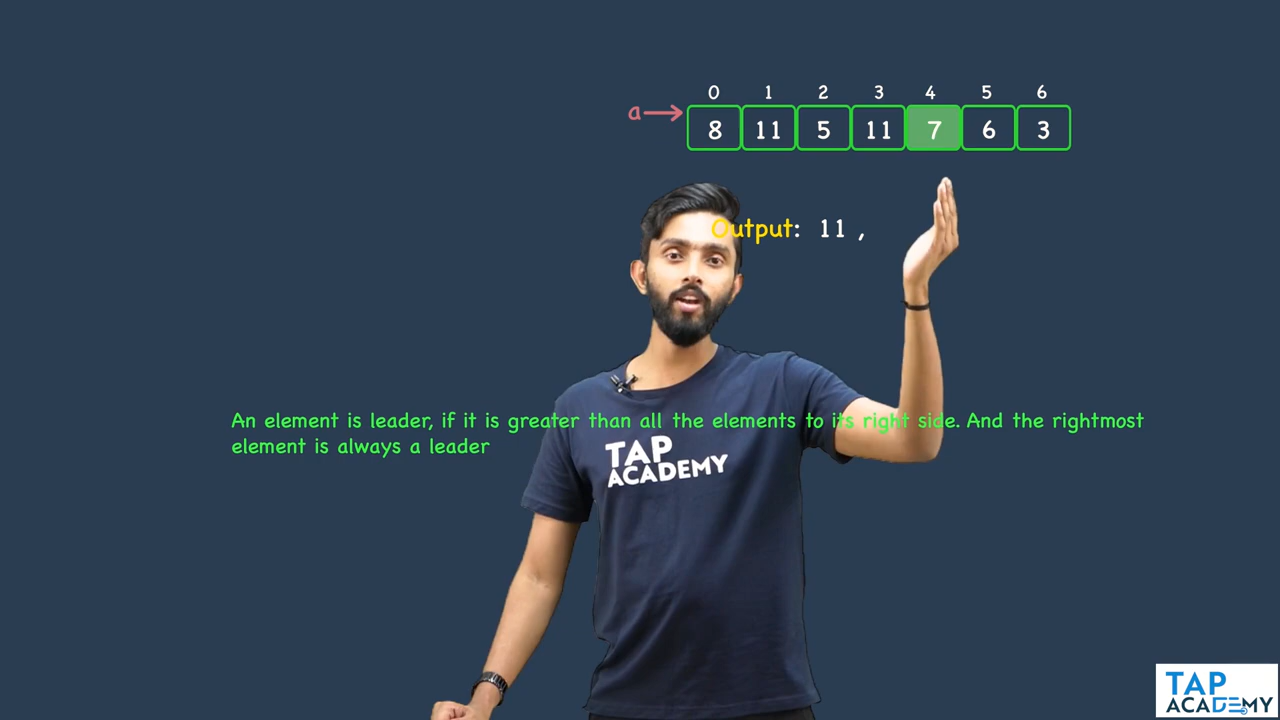 0 1 2 3 4 5 6
a→ 8 11 5 11 7 6 3
Output: 11 ,
An element is leader, if it is greater than all the elements to its right side. And the rightmost
element is always a leader
TAP
ACADEMY
TAP
ACADEMY